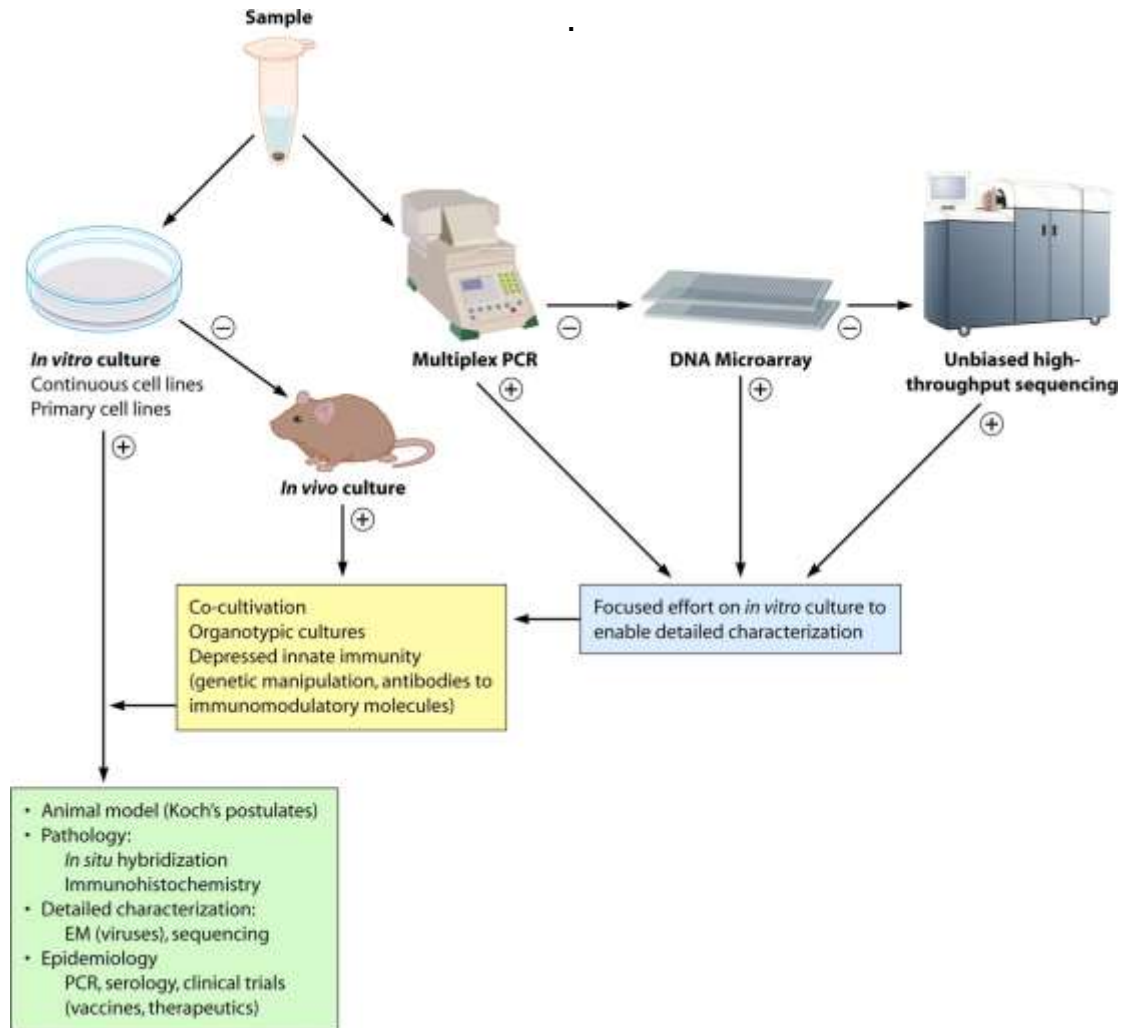 Sample
.
In vitro culture
Continuous cell lines
Primary cell lines
−
Multiplex PCR
−
DNA Microarray
−
Unbiased high-
throughput sequencing
+
+
+
+
In vivo culture
+
Co-cultivation
Organotypic cultures
Depressed innate immunity
(genetic manipulation, antibodies to
immunomodulatory molecules)
Focused effort on in vitro culture to
enable detailed characterization
• Animal model (Koch's postulates)
• Pathology:
In situ hybridization
Immunohistochemistry
• Detailed characterization:
EM (viruses), sequencing
• Epidemiology
PCR, serology, clinical trials
(vaccines, therapeutics)